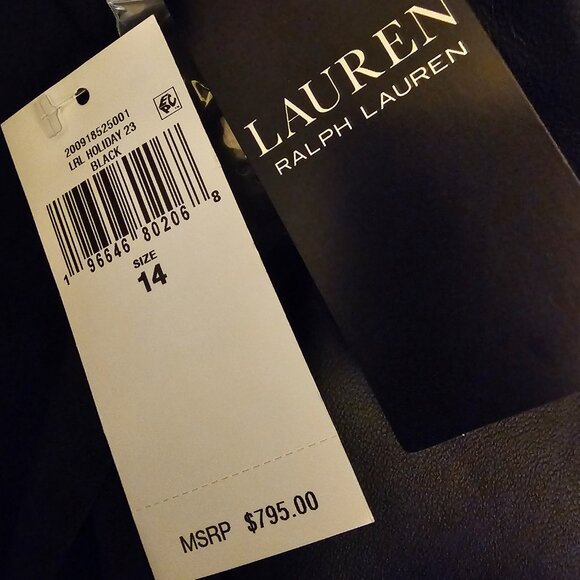 LAUREN
RALPH LAUREN
200918525001
LRL HOLIDAY 23
BLACK
1 96646 80206 8
SIZE
14
MSRP $795.00